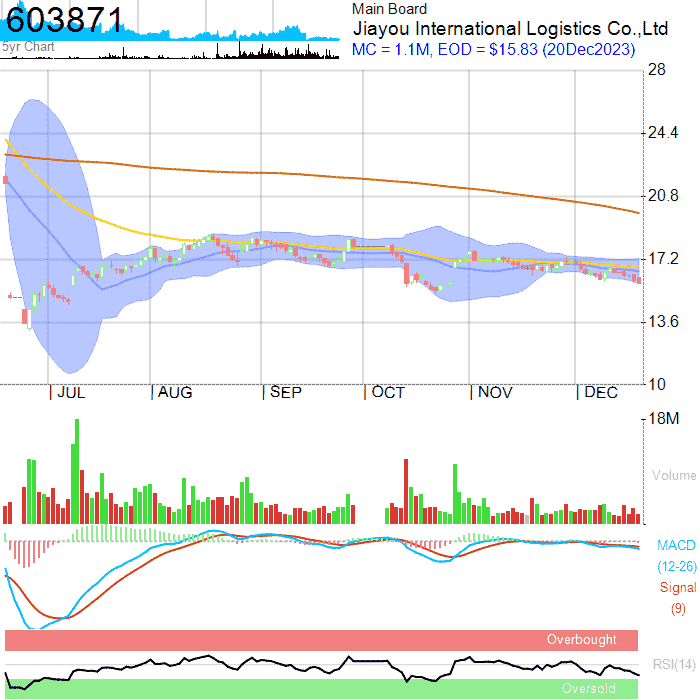 603871
5yr Chart
Main Board
Jiayou International Logistics Co.,Ltd
MC = 1.1M, EOD = $15.83 (20Dec2023)
28
24.4
20.8
17.2
13.6
10
| JUL | AUG | SEP | OCT | NOV | DEC
18M
Volume
MACD
(12-26)
Signal
(9)
Overbought
RSI(14)
Oversold